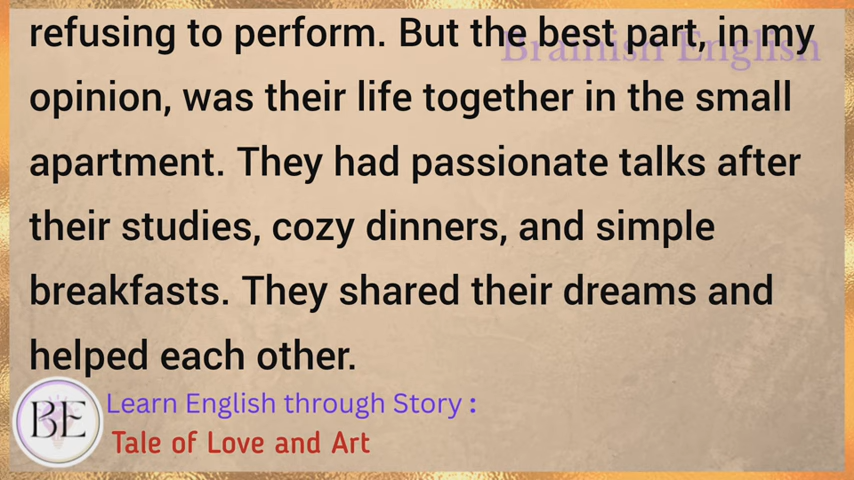 refusing to perform. But the best part, in my
Brainish English
opinion, was their life together in the small
apartment. They had passionate talks after
their studies, cozy dinners, and simple
breakfasts. They shared their dreams and
helped each other.
BE
Learn English through Story :
Tale of Love and Art